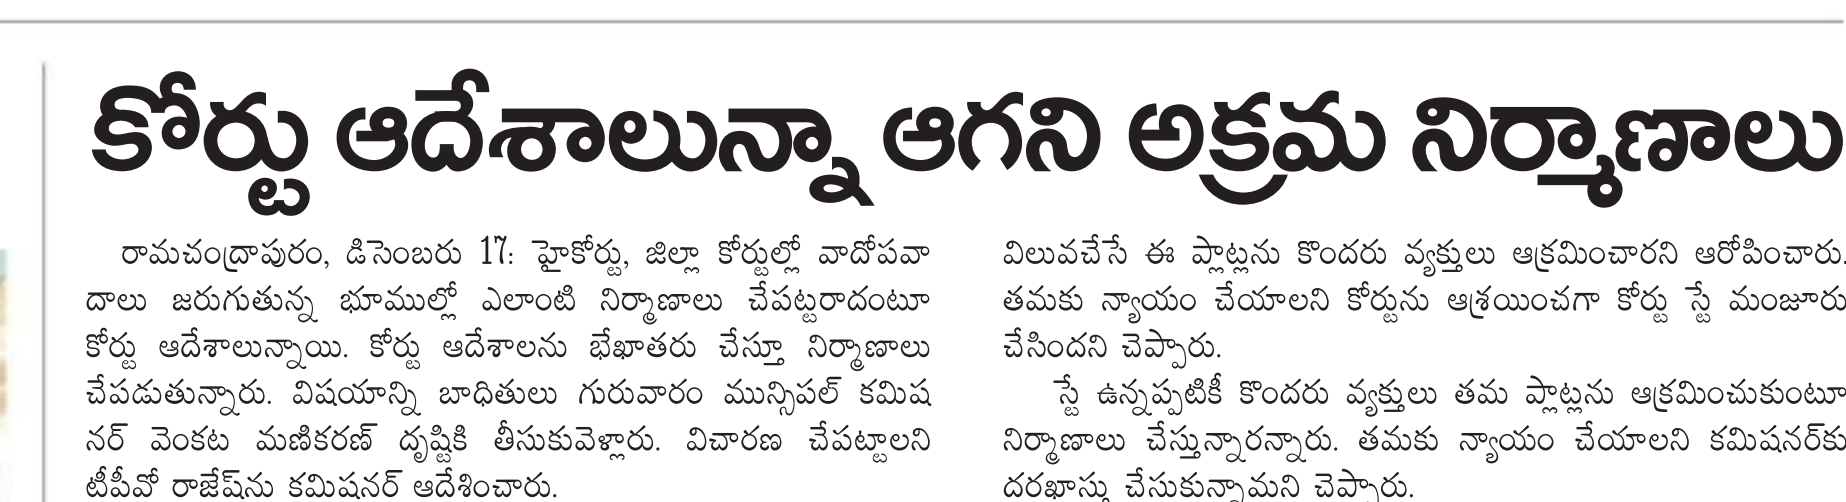 కోర్టు ఆదేశాలున్నా ఆగని అక్రమ నిర్మాణాలు
రామచంద్రాపురం, డిసెంబరు 17: హైకోర్టు, జిల్లా కోర్టుల్లో వాదోపవా
దాలు జరుగుతున్న భూముల్లో ఎలాంటి నిర్మాణాలు చేపట్టరాదంటూ
కోర్టు ఆదేశాలున్నాయి. కోర్టు ఆదేశాలను భేఖాతరు చేస్తూ నిర్మాణాలు
చేపడుతున్నారు. విషయాన్ని బాధితులు గురువారం మున్సిపల్ కమిష
నర్ వెంకట మణికరణ్ దృష్టికి తీసుకువెళ్లారు. విచారణ చేపట్టాలని
టీపీవో రాజేష్‌ను కమిషనర్ ఆదేశించారు.
విలువచేసే ఈ ప్లాట్లను కొందరు వ్యక్తులు ఆక్రమించారని ఆరోపించారు.
తమకు న్యాయం చేయాలని కోర్టును ఆశ్రయించగా కోర్టు స్టే మంజూరు
చేసిందని చెప్పారు.
స్టే ఉన్నప్పటికీ కొందరు వ్యక్తులు తమ ప్లాట్లను ఆక్రమించుకుంటూ
నిర్మాణాలు చేస్తున్నారన్నారు. తమకు న్యాయం చేయాలని కమిషనర్‌కు
దరఖాస్తు చేసుకున్నామని చెప్పారు.